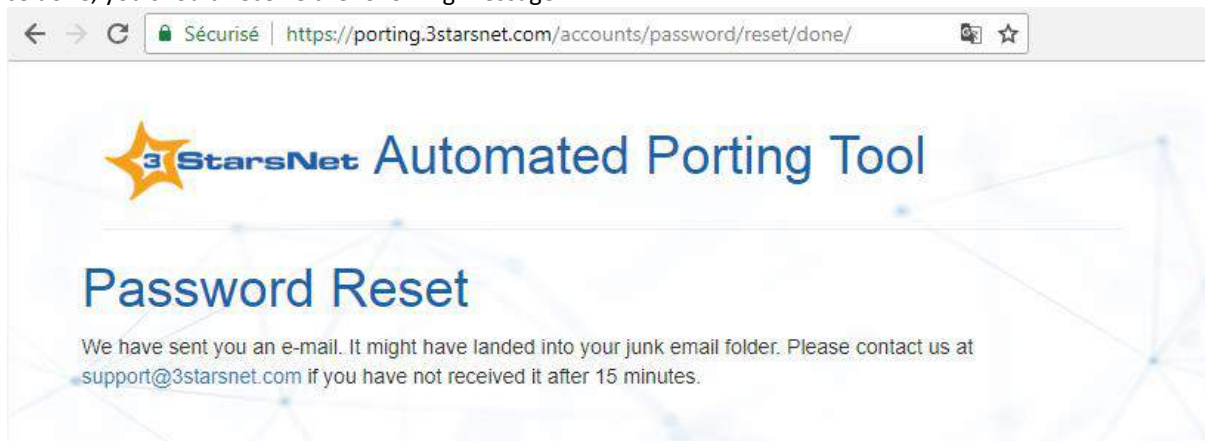 Sécurisé | https://porting.3starsnet.com/accounts/password/reset/done/
3StarsNet Automated Porting Tool
Password Reset
We have sent you an e-mail. It might have landed into your junk email folder. Please contact us at
support@3starsnet.com if you have not received it after 15 minutes.